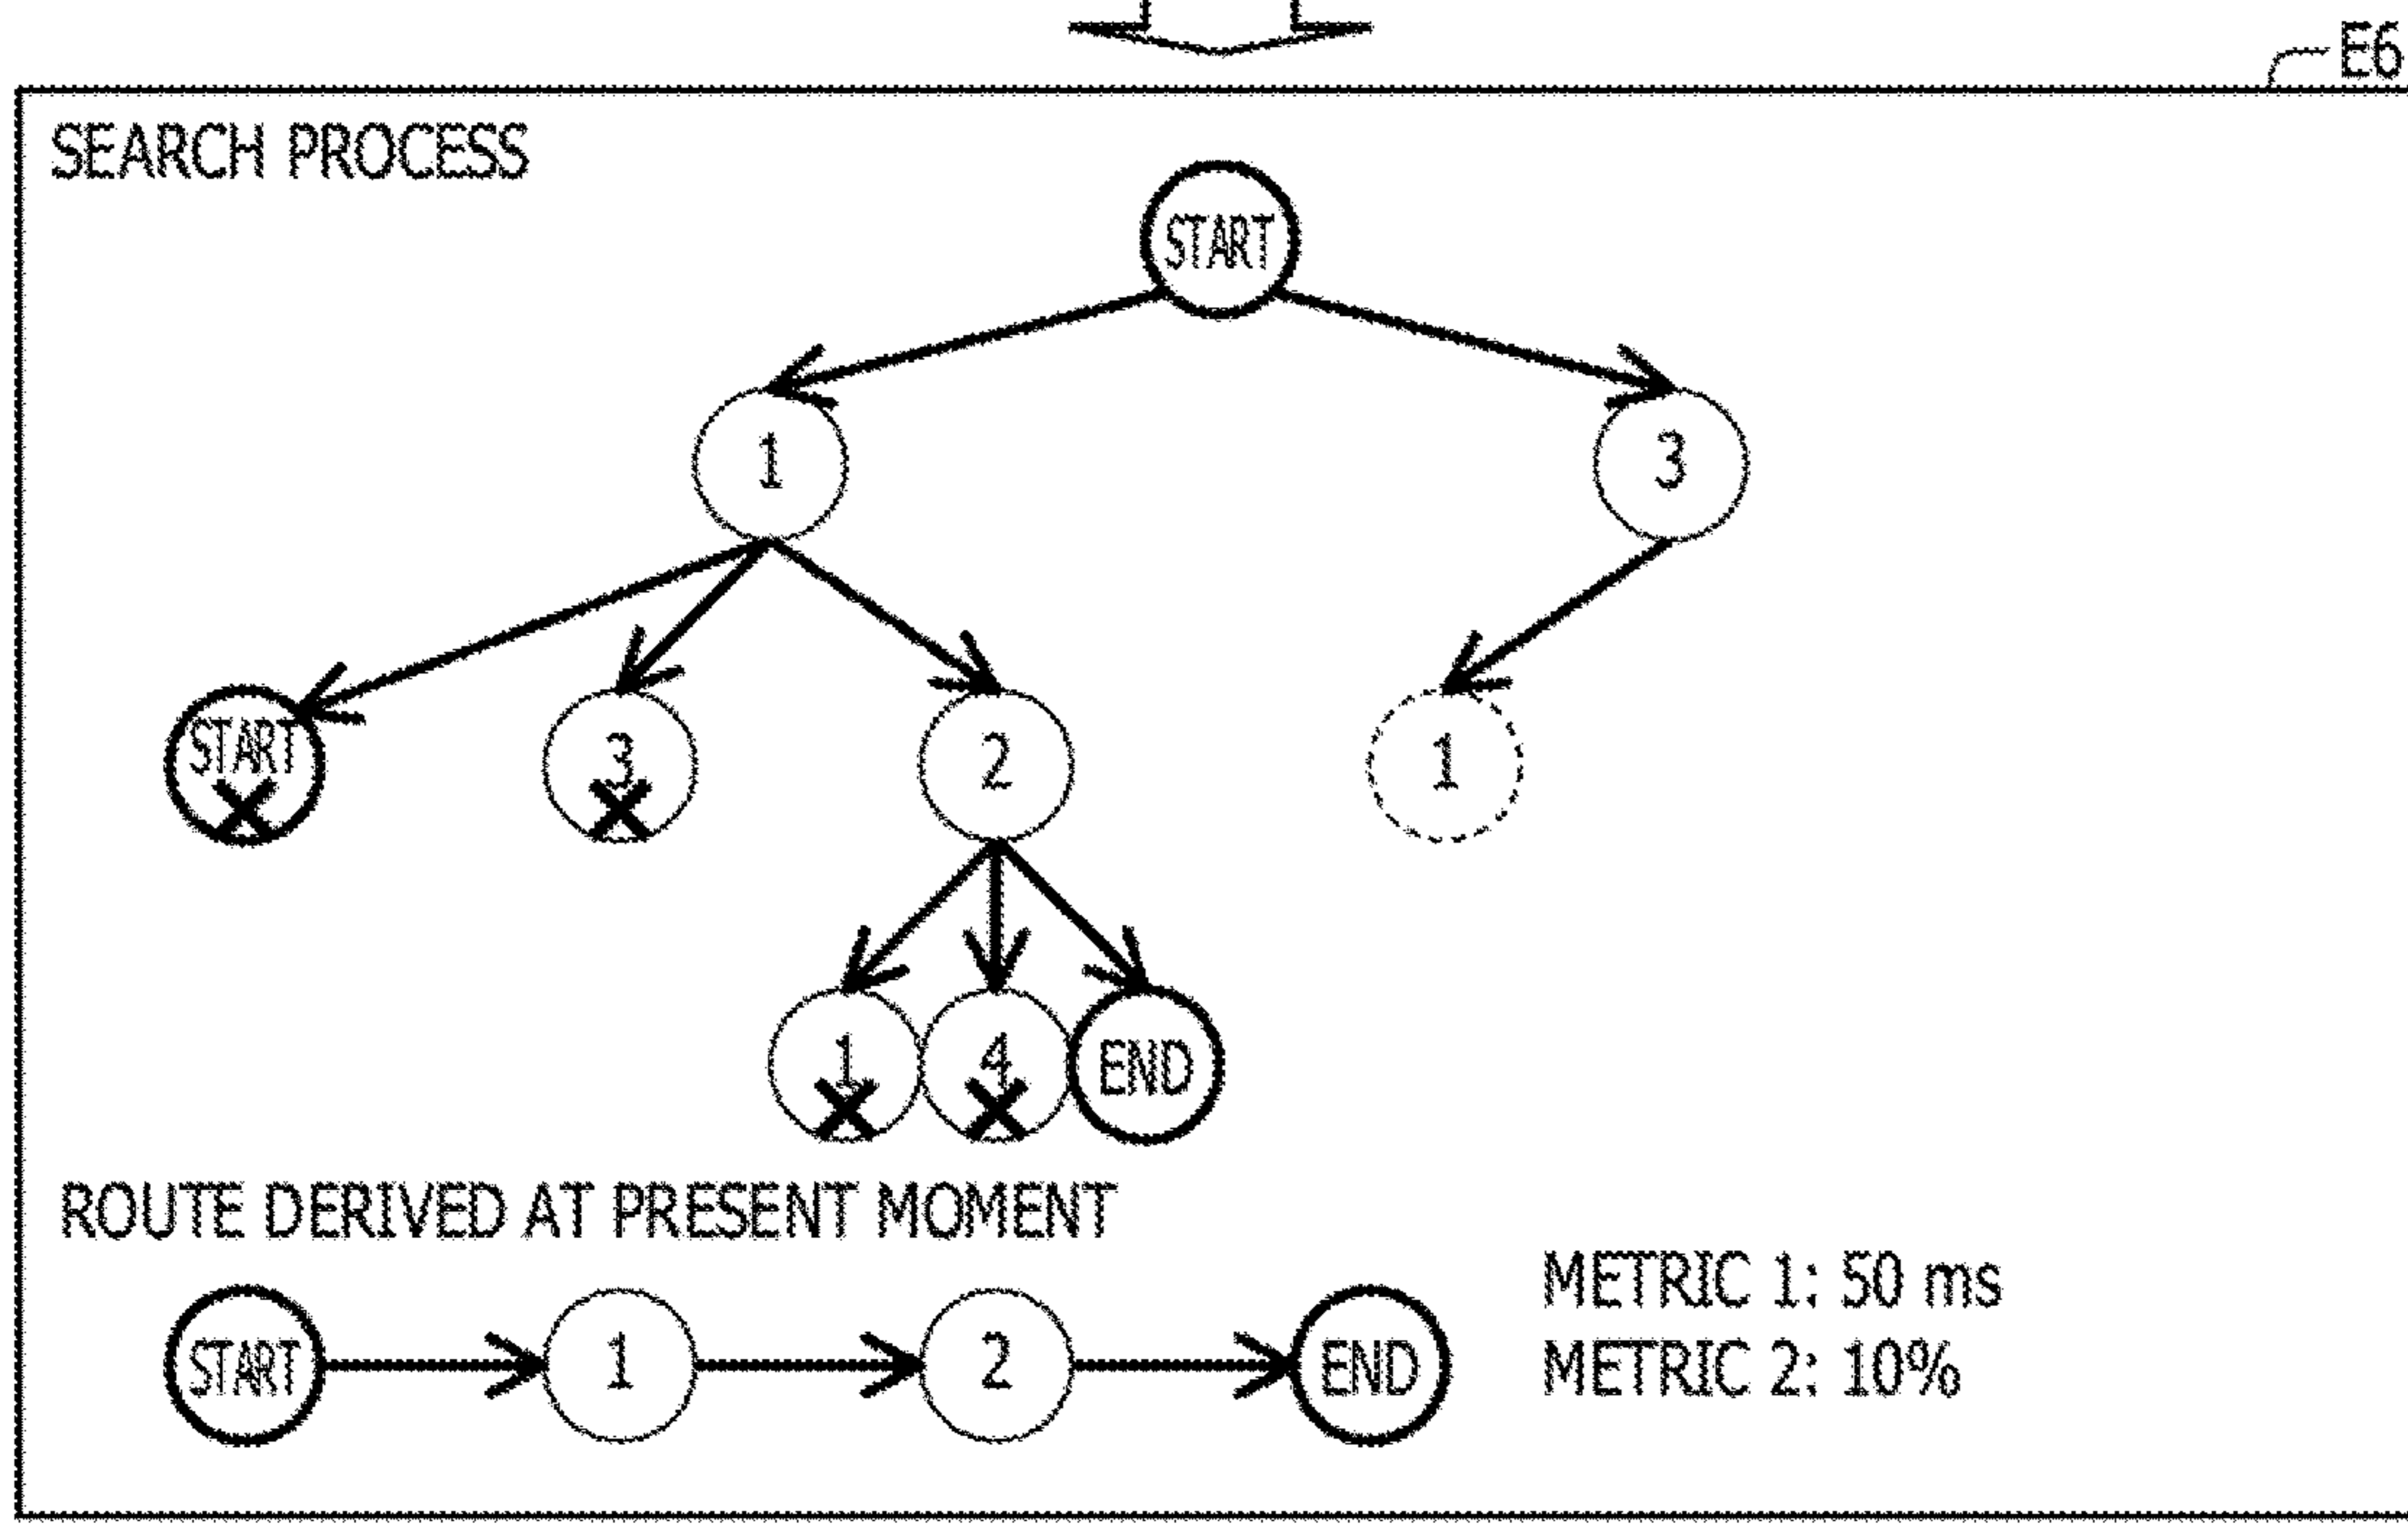 E6
SEARCH PROCESS
START
1
3
START
3
2
1
1
4
END
ROUTE DERIVED AT PRESENT MOMENT
START
1
2
END
METRIC 1: 50 ms
METRIC 2: 10%